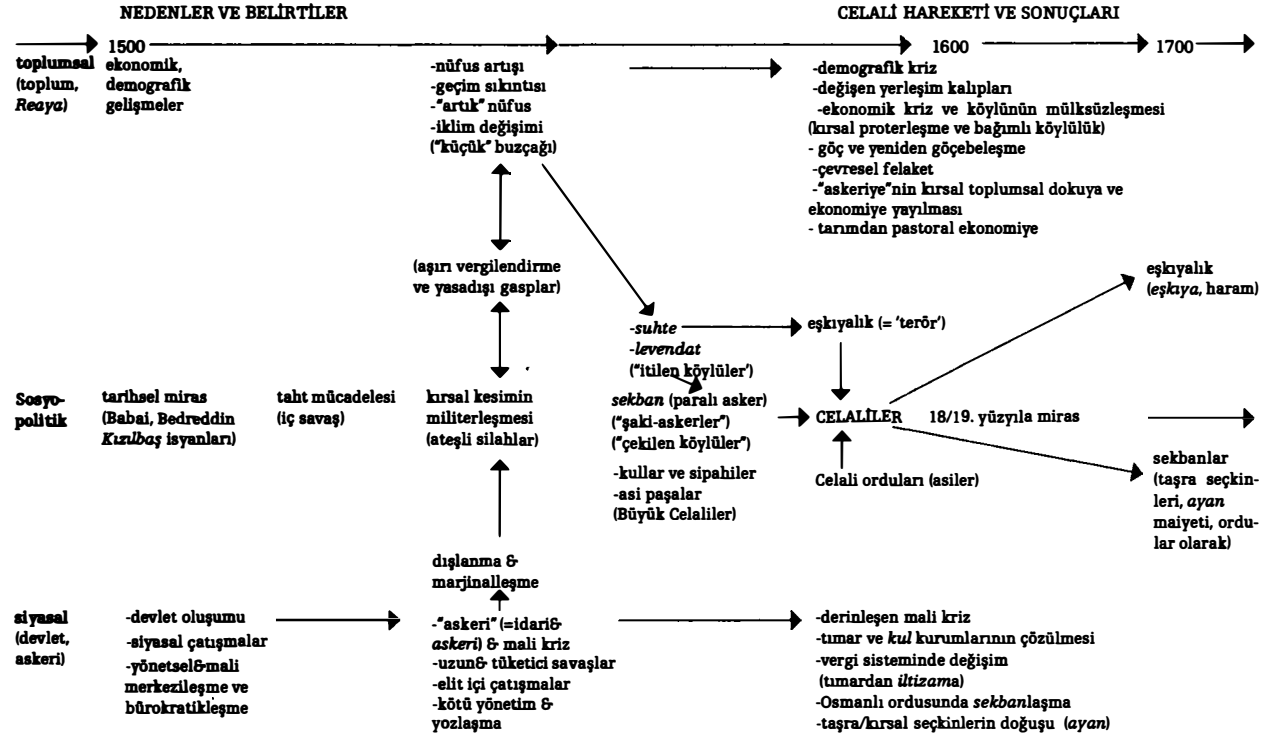 NEDENLER VE BELİRTİLER
CELALİ HAREKETİ VE SONUÇLARI
1500
1600
1700
toplumsal
(toplum,
Reaya)
ekonomik,
demografik
gelişmeler
-nüfus artışı
-geçim sıkıntısı
-"artık" nüfus
-iklim değişimi
("küçük" buzçağı)
-demografik kriz
-değişen yerleşim kalıpları
-ekonomik kriz ve köylünün mülksüzleşmesi
(kırsal proterleşme ve bağımlı köylülük)
- göç ve yeniden göçebeleşme
-çevresel felaket
-"askeriye"nin kırsal toplumsal dokuya ve
ekonomiye yayılması
- tarımdan pastoral ekonomiye
(aşırı vergilendirme
ve yasadışı gasplar)
eşkıyalık
(eşkıya, haram)
-suhte
-levendat
("itilen köylüler')
eşkıyalık (= 'terör')
Sosyo-
politik
tarihsel miras
(Babai, Bedreddin
Kızılbaş isyanları)
taht mücadelesi
(iç savaş)
kırsal kesimin
militerleşmesi
(ateşli silahlar)
sekban (paralı asker)
("şaki-askerler")
("çekilen köylüler")
CELALİLER
18/19. yüzyıla miras
-kullar ve sipahiler
-asi paşalar
(Büyük Celaliler)
Celali orduları (asiler)
sekbanlar
(taşra seçkin-
leri, ayan
maiyeti, ordu-
lar olarak)
dışlanma &
marjinalleşme
siyasal
(devlet,
askeri)
-devlet oluşumu
-siyasal çatışmalar
-yönetsel&mali
merkezileşme ve
bürokratikleşme
-"askeri" (=idari&
askeri) & mali kriz
-uzun& tüketici savaşlar
-elit içi çatışmalar
-kötü yönetim &
yozlaşma
-derinleşen mali kriz
-tımar ve kul kurumlarının çözülmesi
-vergi sisteminde değişim
(tımardan iltizama)
-Osmanlı ordusunda sekbanlaşma
-taşra/kırsal seçkinlerin doğuşu (ayan)